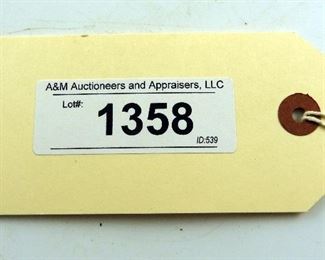 A&M Auctioneers and Appraisers, LLC
Lot#:
1358
ID:539